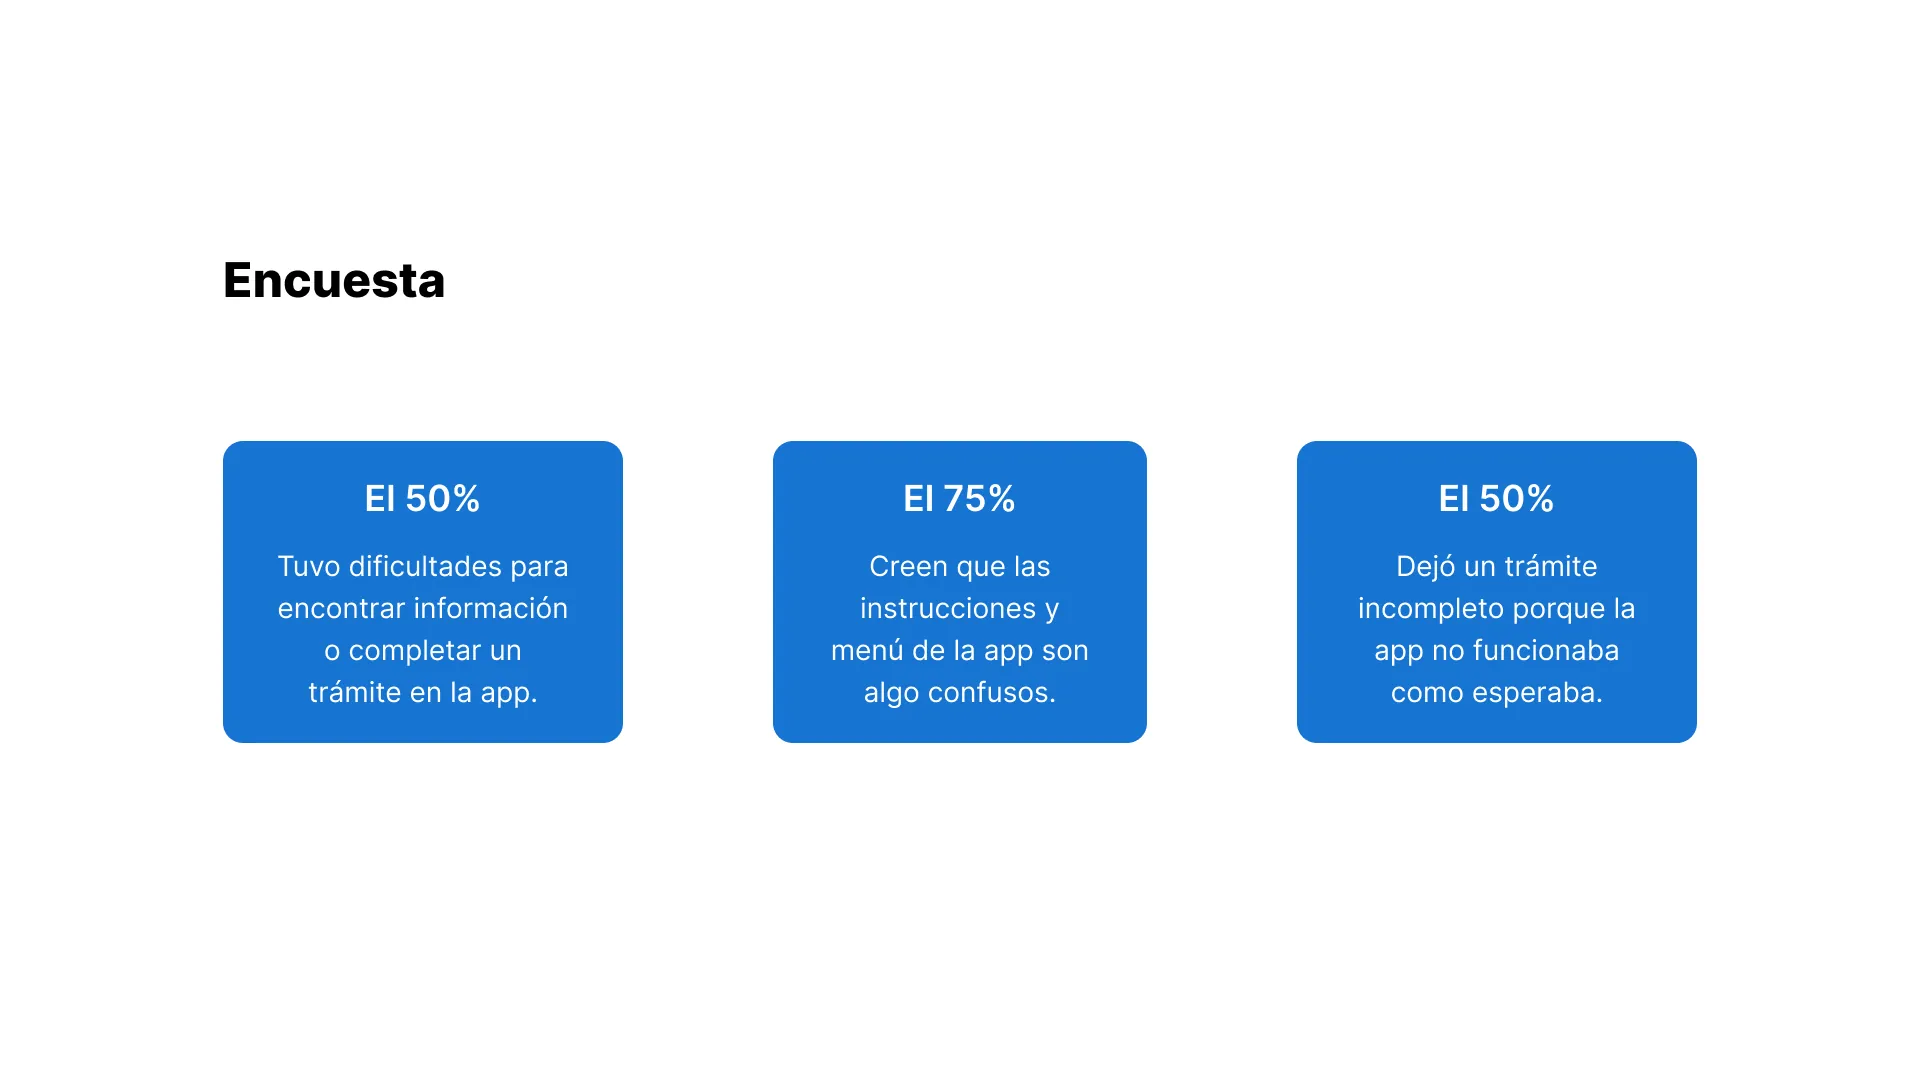 Encuesta
El 50%
Tuvo dificultades para
encontrar información
o completar un
trámite en la app.
El 75%
Creen que las
instrucciones y
menú de la app son
algo confusos.
El 50%
Dejó un trámite
incompleto porque la
app no funcionaba
como esperaba.